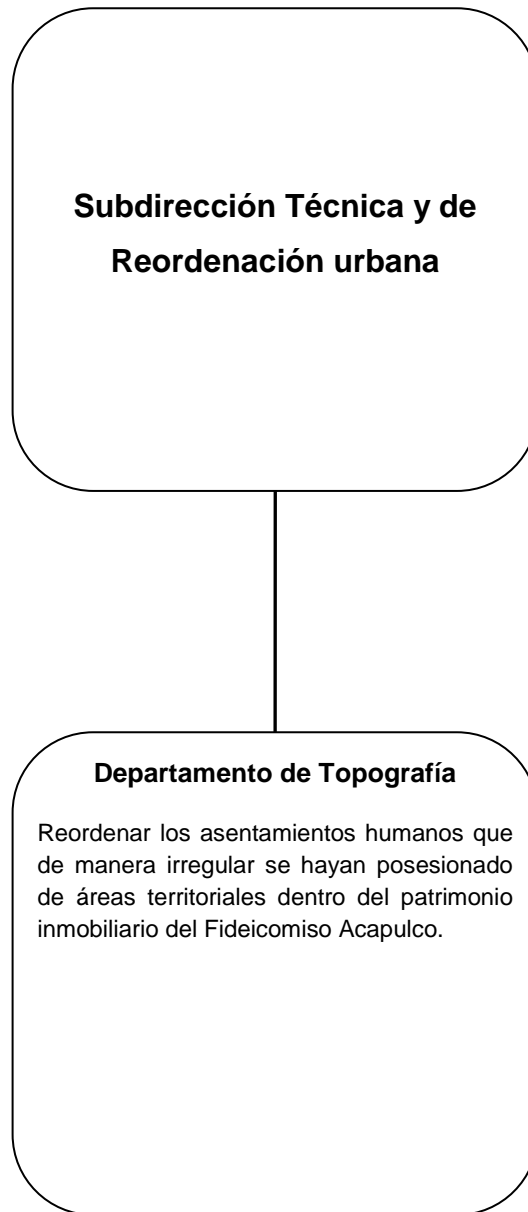 Subdirección Técnica y de
Reordenación urbana
Departamento de Topografía
Reordenar los asentamientos humanos que
de manera irregular se hayan posesionado
de áreas territoriales dentro del patrimonio
inmobiliario del Fideicomiso Acapulco.